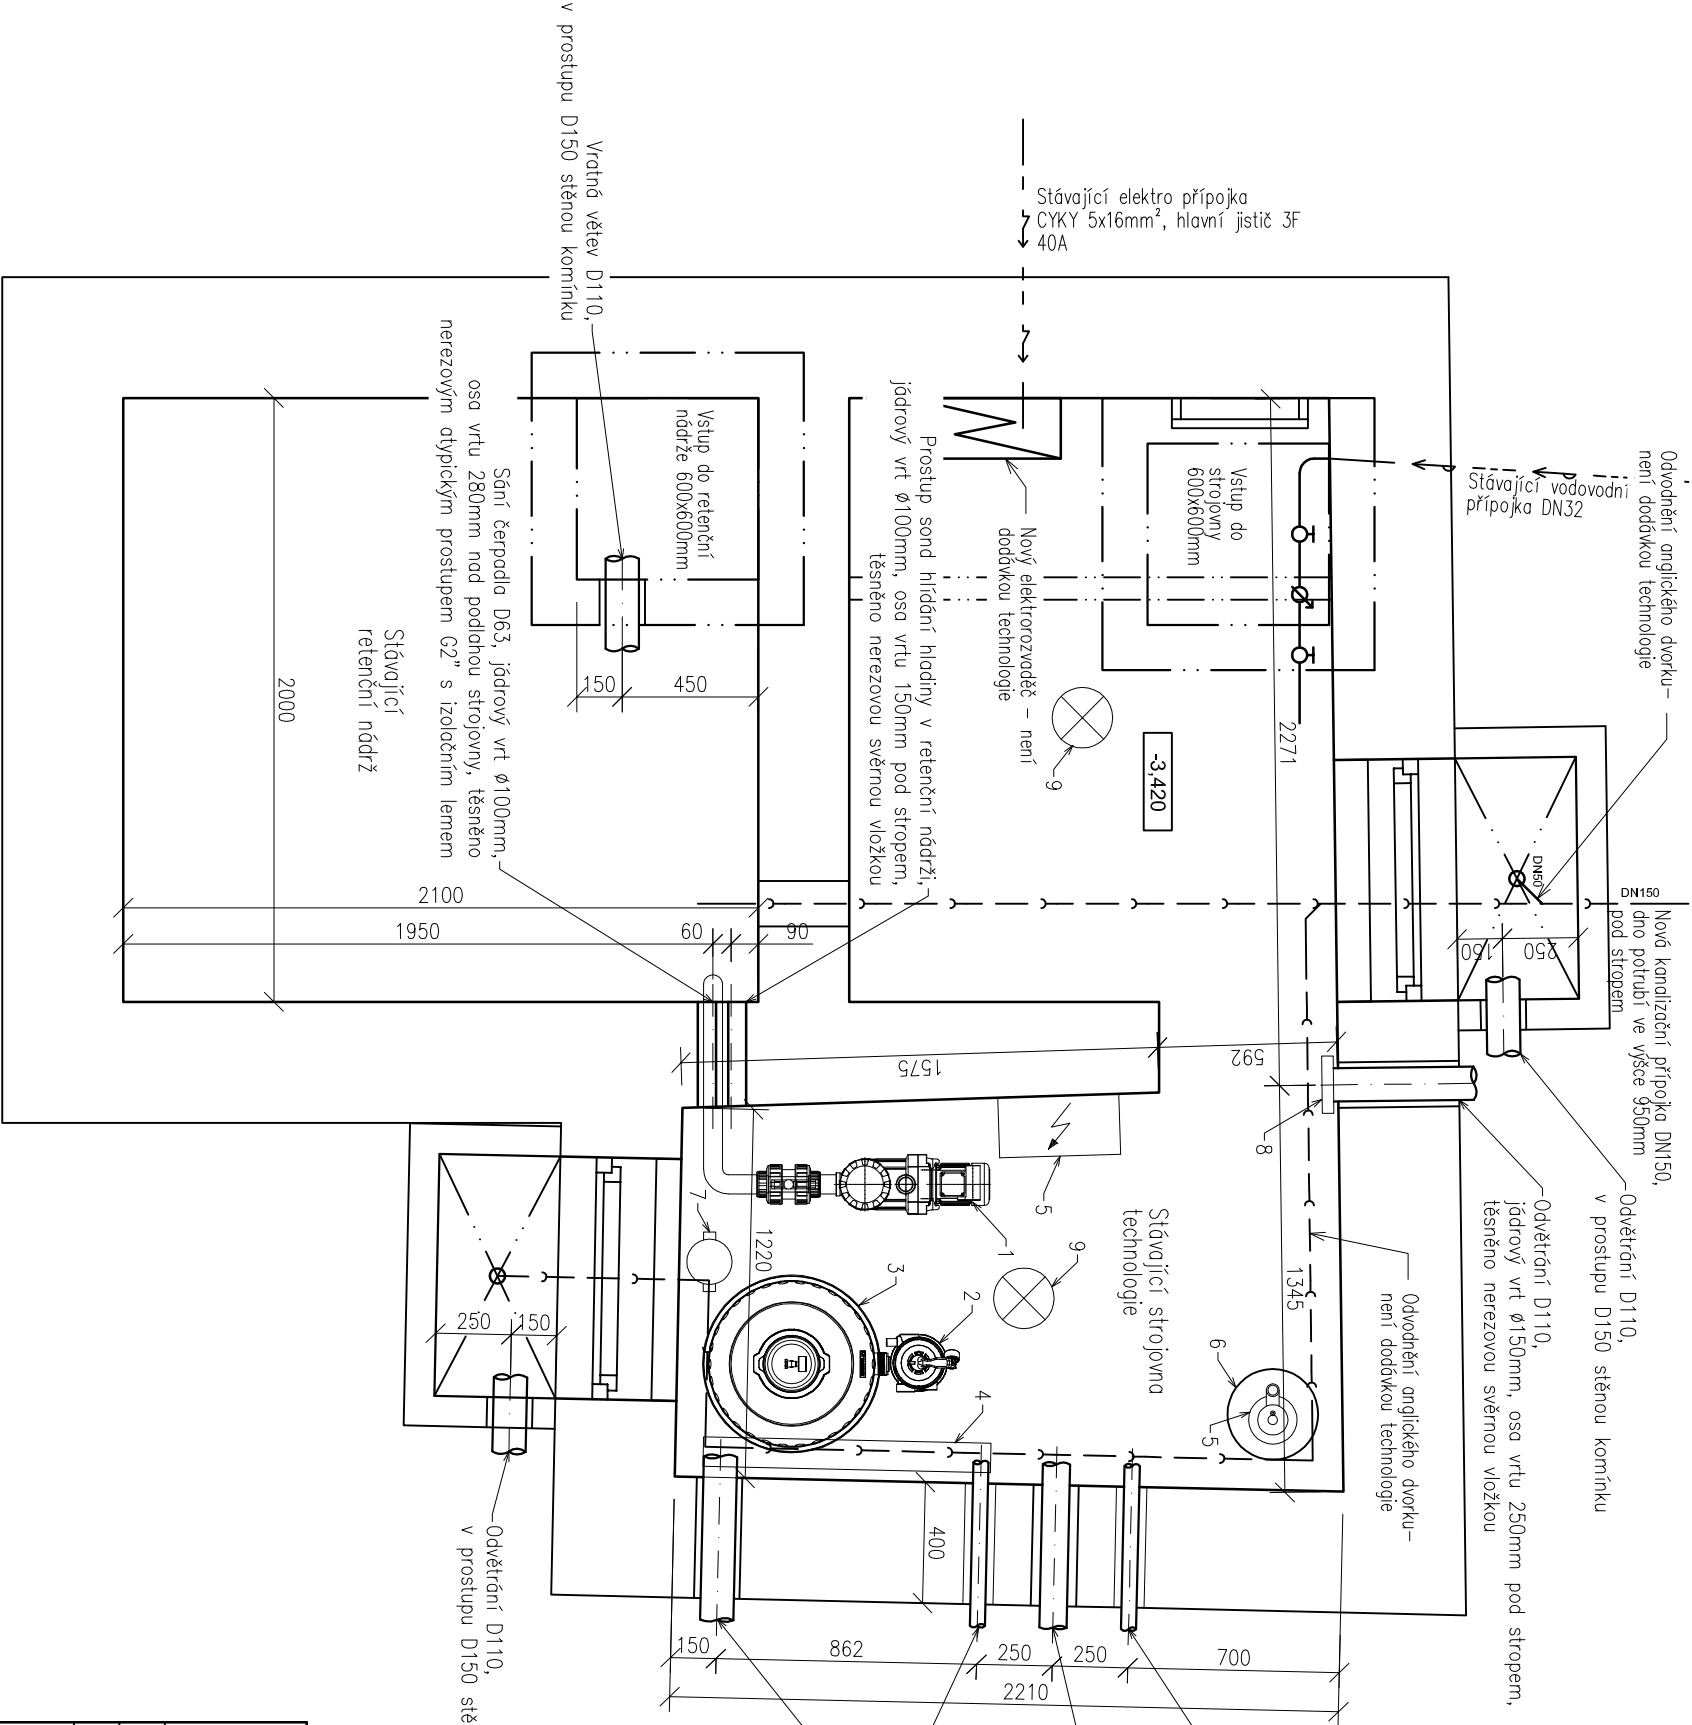 v prostupu D150 stěnou komínku
Vratná větev D110,
Stávající elektro přípojka
CYKY 5x16mm², hlavní jistič 3F
40A
Odvodnění anglického dvorku-
není dodávkou technologie
Stávající vodovodní
přípojka DN32
Vstup do retenční
nádrže 600x600mm
Vstup do
strojovny
600x600mm
Prostup sond hlídání hladiny v retenční nádrži,
jádrový vrt ø100mm, osa vrtu 150mm pod stropem,
těsněno nerezovou svěrnou vložkou
Nový elektrorozvaděč - není
dodávkou technologie
Sání čerpadla D63, jádrový vrt ø100mm,
osa vrtu 280mm nad podlahou strojovny, těsněno
nerezovým atypickým prostupem G2" s izolačním lemem
Stávající
retenční nádrž
150
450
2000
2100
1950
60
90
9
-3,420
2271
DN50
DN150
150
250
Nová kanalizační přípojka DN150,
dno potrubí ve výšce 950mm
pod stropem
Odvětrání D110,
v prostupu D150 stěnou komínku
Odvětrání D110,
jádrový vrt ø150mm, osa vrtu 250mm pod stropem,
těsněno nerezovou svěrnou vložkou
Odvodnění anglického dvorku-
není dodávkou technologie
1575
592
8
5
1
7
1220
3
2
9
Stávající strojovna
technologie
1345
6
5
4
250
150
400
Odvětrání D110,
v prostupu D150 stě
150
862
250
250
700
2210